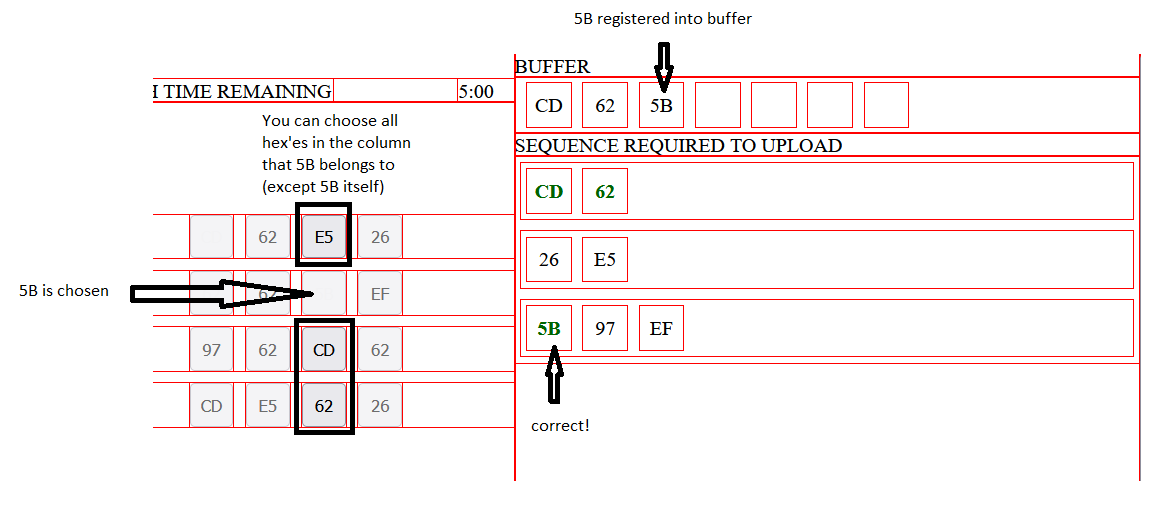 5B registered into buffer
BUFFER
TIME REMAINING 5:00
CD 62 5B
You can choose all
hex'es in the column
that 5B belongs to
(except 5B itself)
SEQUENCE REQUIRED TO UPLOAD
CD 62
62 E5 26
26 E5
5B is chosen
62 EF
5B 97 EF
97 62 CD 62
CD E5 62 26
correct!